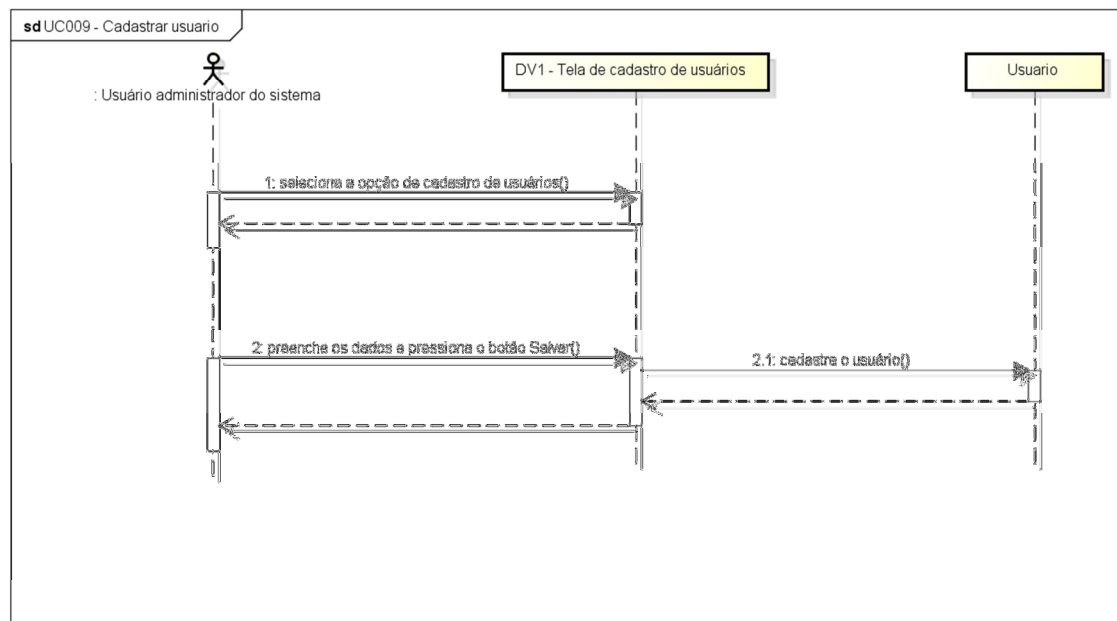 sd UC009 - Cadastrar usuario
DV1 - Tela de cadastro de usuários
Usuario
: Usuário administrador do sistema
1: seleciona a opção de cadastro de usuários()
2: preenche os dados e pressiona o botão Salvar()
2.1: cadastra o usuário()